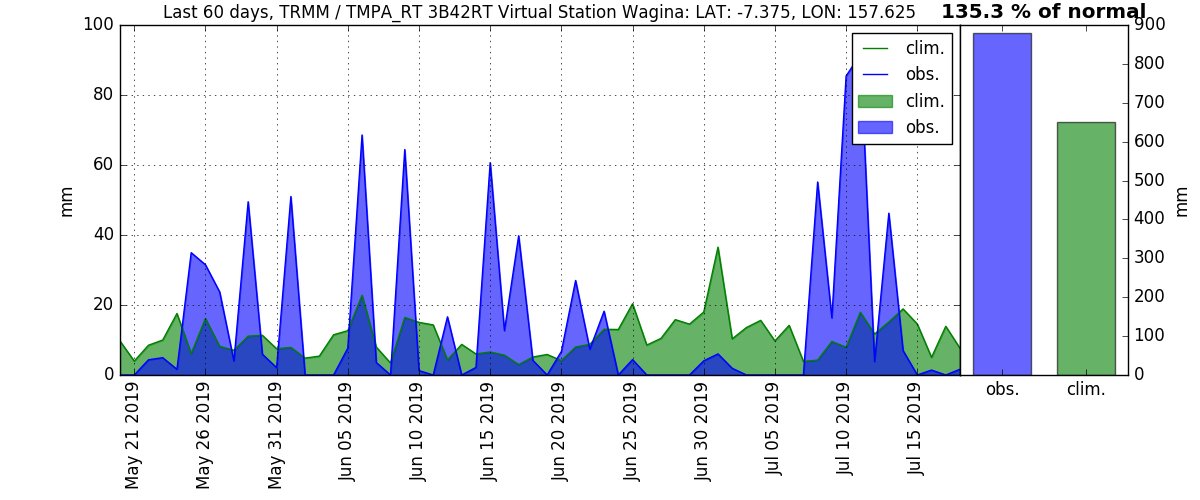 Last 60 days, TRMM / TMPA_RT 3B42RT Virtual Station Wagina: LAT: -7.375, LON: 157.625
135.3 % of normal
100
80
60
40
20
0
mm
clim.
obs.
clim.
obs.
May 21 2019
May 26 2019
May 31 2019
Jun 05 2019
Jun 10 2019
Jun 15 2019
Jun 20 2019
Jun 25 2019
Jun 30 2019
Jul 05 2019
Jul 10 2019
Jul 15 2019
900
800
700
600
500
400
300
200
100
0
mm
obs.
clim.